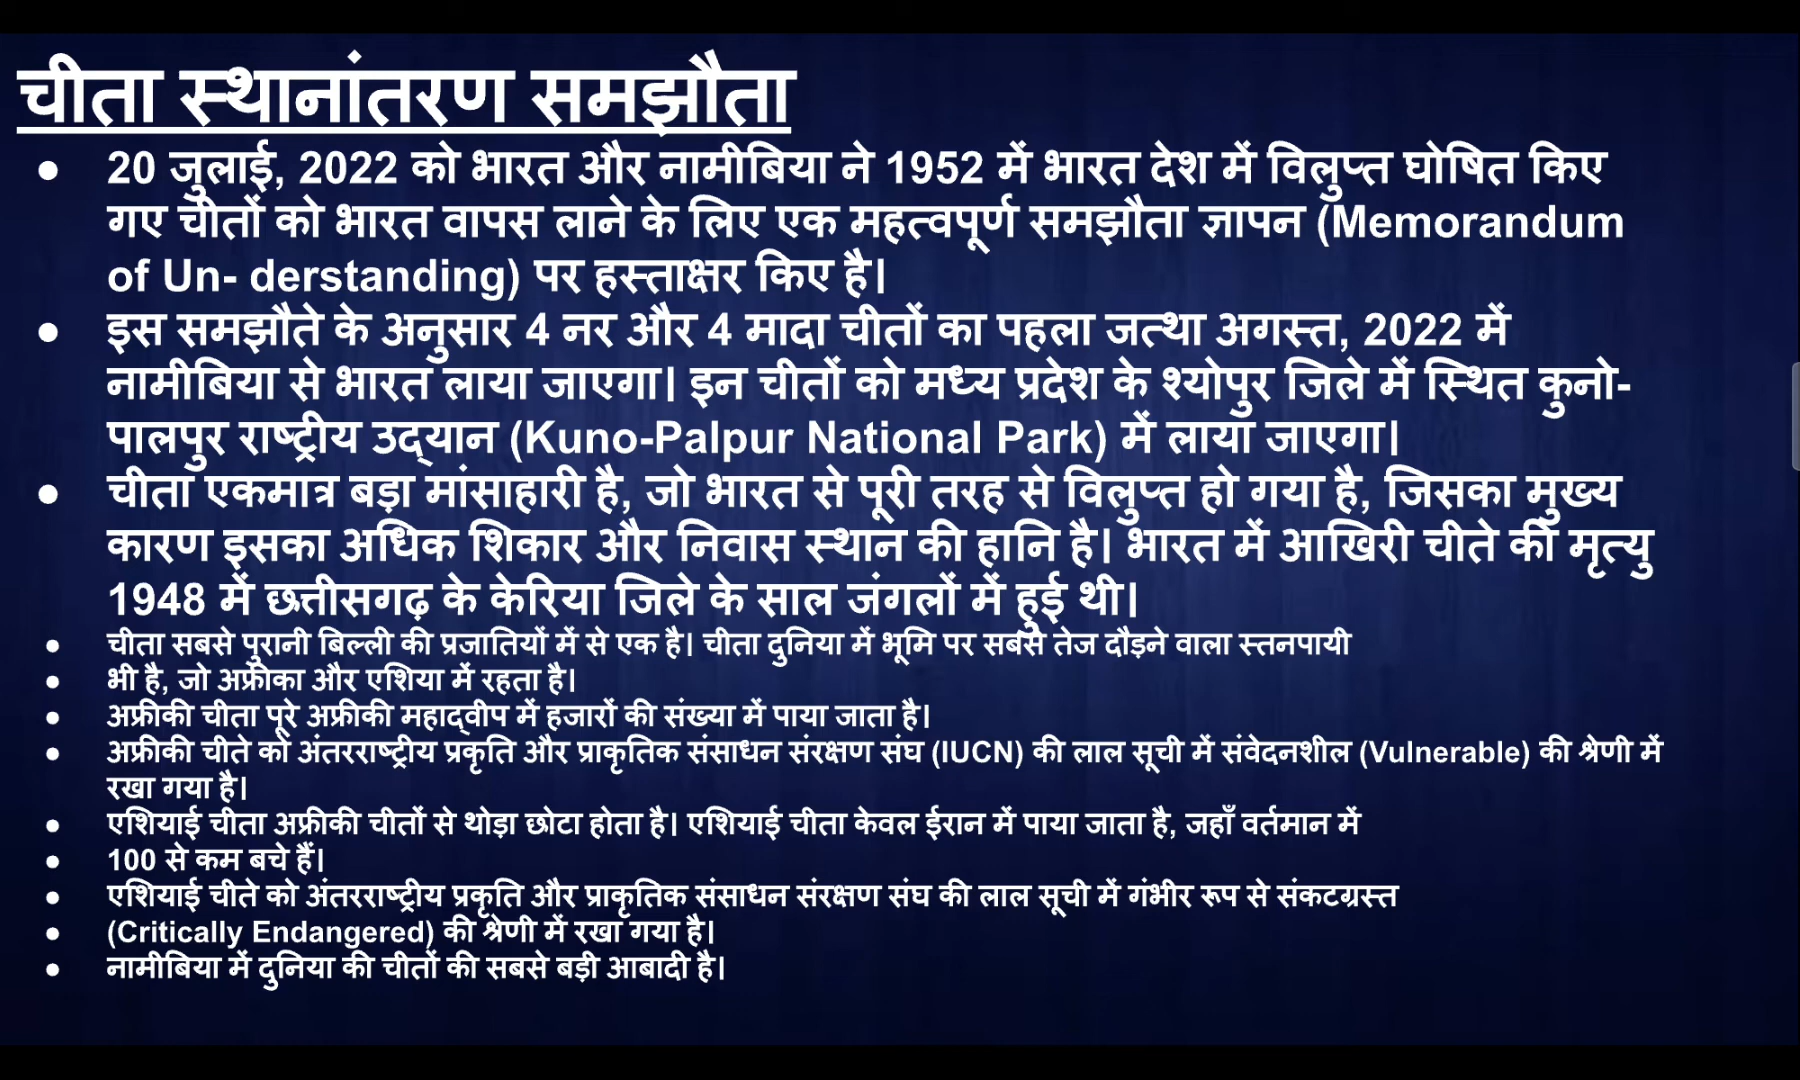 चीता स्थानांतरण समझौता
● 20 जुलाई, 2022 को भारत और नामीबिया ने 1952 में भारत देश में विलुप्त घोषित किए
गए चीतों को भारत वापस लाने के लिए एक महत्वपूर्ण समझौता ज्ञापन (Memorandum
of Un- derstanding) पर हस्ताक्षर किए है।
● इस समझौते के अनुसार 4 नर और 4 मादा चीतों का पहला जत्था अगस्त, 2022 में
नामीबिया से भारत लाया जाएगा। इन चीतों को मध्य प्रदेश के श्योपुर जिले में स्थित कुनो-
पालपुर राष्ट्रीय उद्यान (Kuno-Palpur National Park) में लाया जाएगा।
● चीता एकमात्र बड़ा मांसाहारी है, जो भारत से पूरी तरह से विलुप्त हो गया है, जिसका मुख्य
कारण इसका अधिक शिकार और निवास स्थान की हानि है। भारत में आखिरी चीते की मृत्यु
1948 में छत्तीसगढ़ के केरिया जिले के साल जंगलों में हुई थी।
● चीता सबसे पुरानी बिल्ली की प्रजातियों में से एक है। चीता दुनिया में भूमि पर सबसे तेज दौड़ने वाला स्तनपायी
● भी है, जो अफ्रीका और एशिया में रहता है।
● अफ्रीकी चीता पूरे अफ्रीकी महाद्वीप में हजारों की संख्या में पाया जाता है।
● अफ्रीकी चीते को अंतरराष्ट्रीय प्रकृति और प्राकृतिक संसाधन संरक्षण संघ (IUCN) की लाल सूची में संवेदनशील (Vulnerable) की श्रेणी में
रखा गया है।
● एशियाई चीता अफ्रीकी चीतों से थोड़ा छोटा होता है। एशियाई चीता केवल ईरान में पाया जाता है, जहाँ वर्तमान में
● 100 से कम बचे हैं।
● एशियाई चीते को अंतरराष्ट्रीय प्रकृति और प्राकृतिक संसाधन संरक्षण संघ की लाल सूची में गंभीर रूप से संकटग्रस्त
● (Critically Endangered) की श्रेणी में रखा गया है।
● नामीबिया में दुनिया की चीतों की सबसे बड़ी आबादी है।